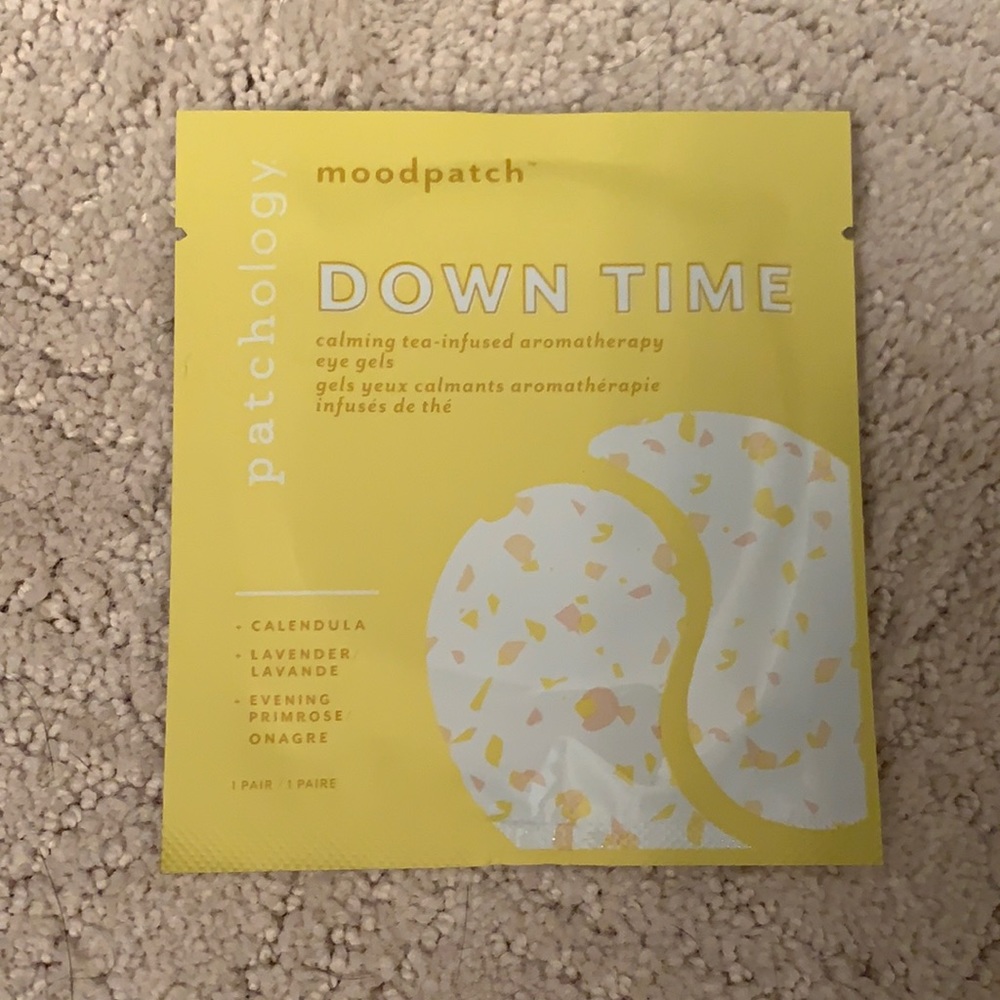 patchology
moodpatch™
DOWN TIME
calming tea-infused aromatherapy
eye gels
gels yeux calmants aromathérapie
infusés de thé
+ CALENDULA
+ LAVENDER/
LAVANDE
+ EVENING
PRIMROSE/
ONAGRE
1 PAIR / 1 PAIRE